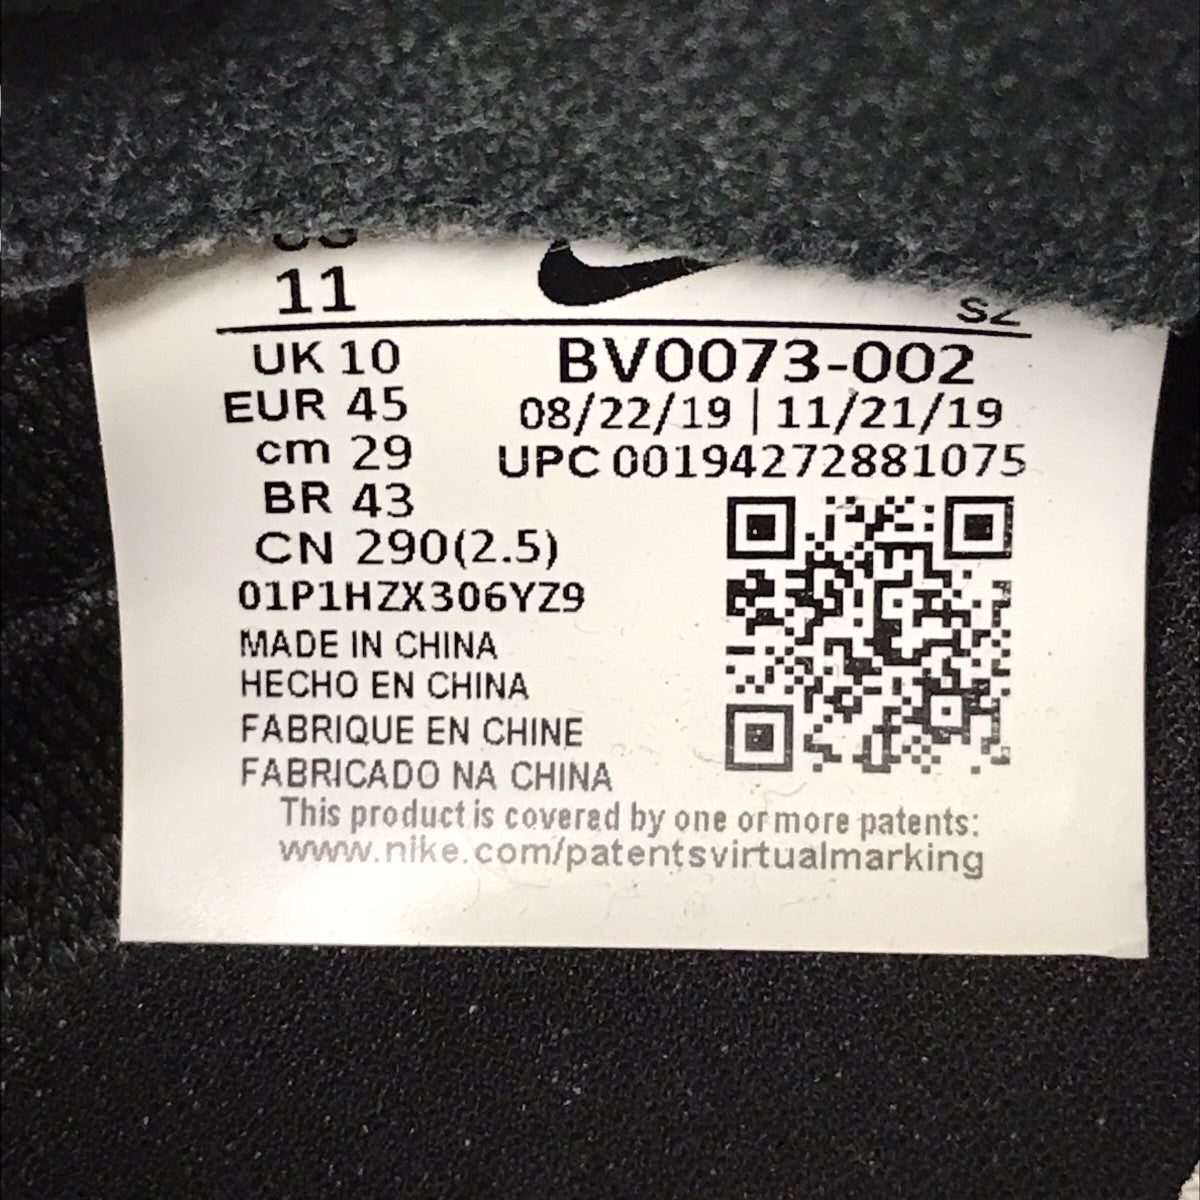 US
11
SZ
UK 10
EUR 45
cm 29
BR 43
CN 290(2.5)
01P1HZX306YZ9
BV0073-002
08/22/19 | 11/21/19
UPC 00194272881075
MADE IN CHINA
HECHO EN CHINA
FABRIQUE EN CHINE
FABRICADO NA CHINA
This product is covered by one or more patents:
www.nike.com/patentsvirtualmarking